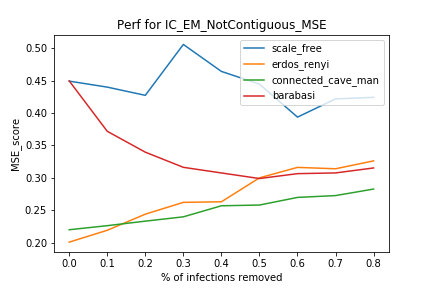 Perf for IC_EM_NotContiguous_MSE
scale_free
erdos_renyi
connected_cave_man
barabasi
MSE_score
0.50
0.45
0.40
0.35
0.30
0.25
0.20
0.0 0.1 0.2 0.3 0.4 0.5 0.6 0.7 0.8
% of infections removed